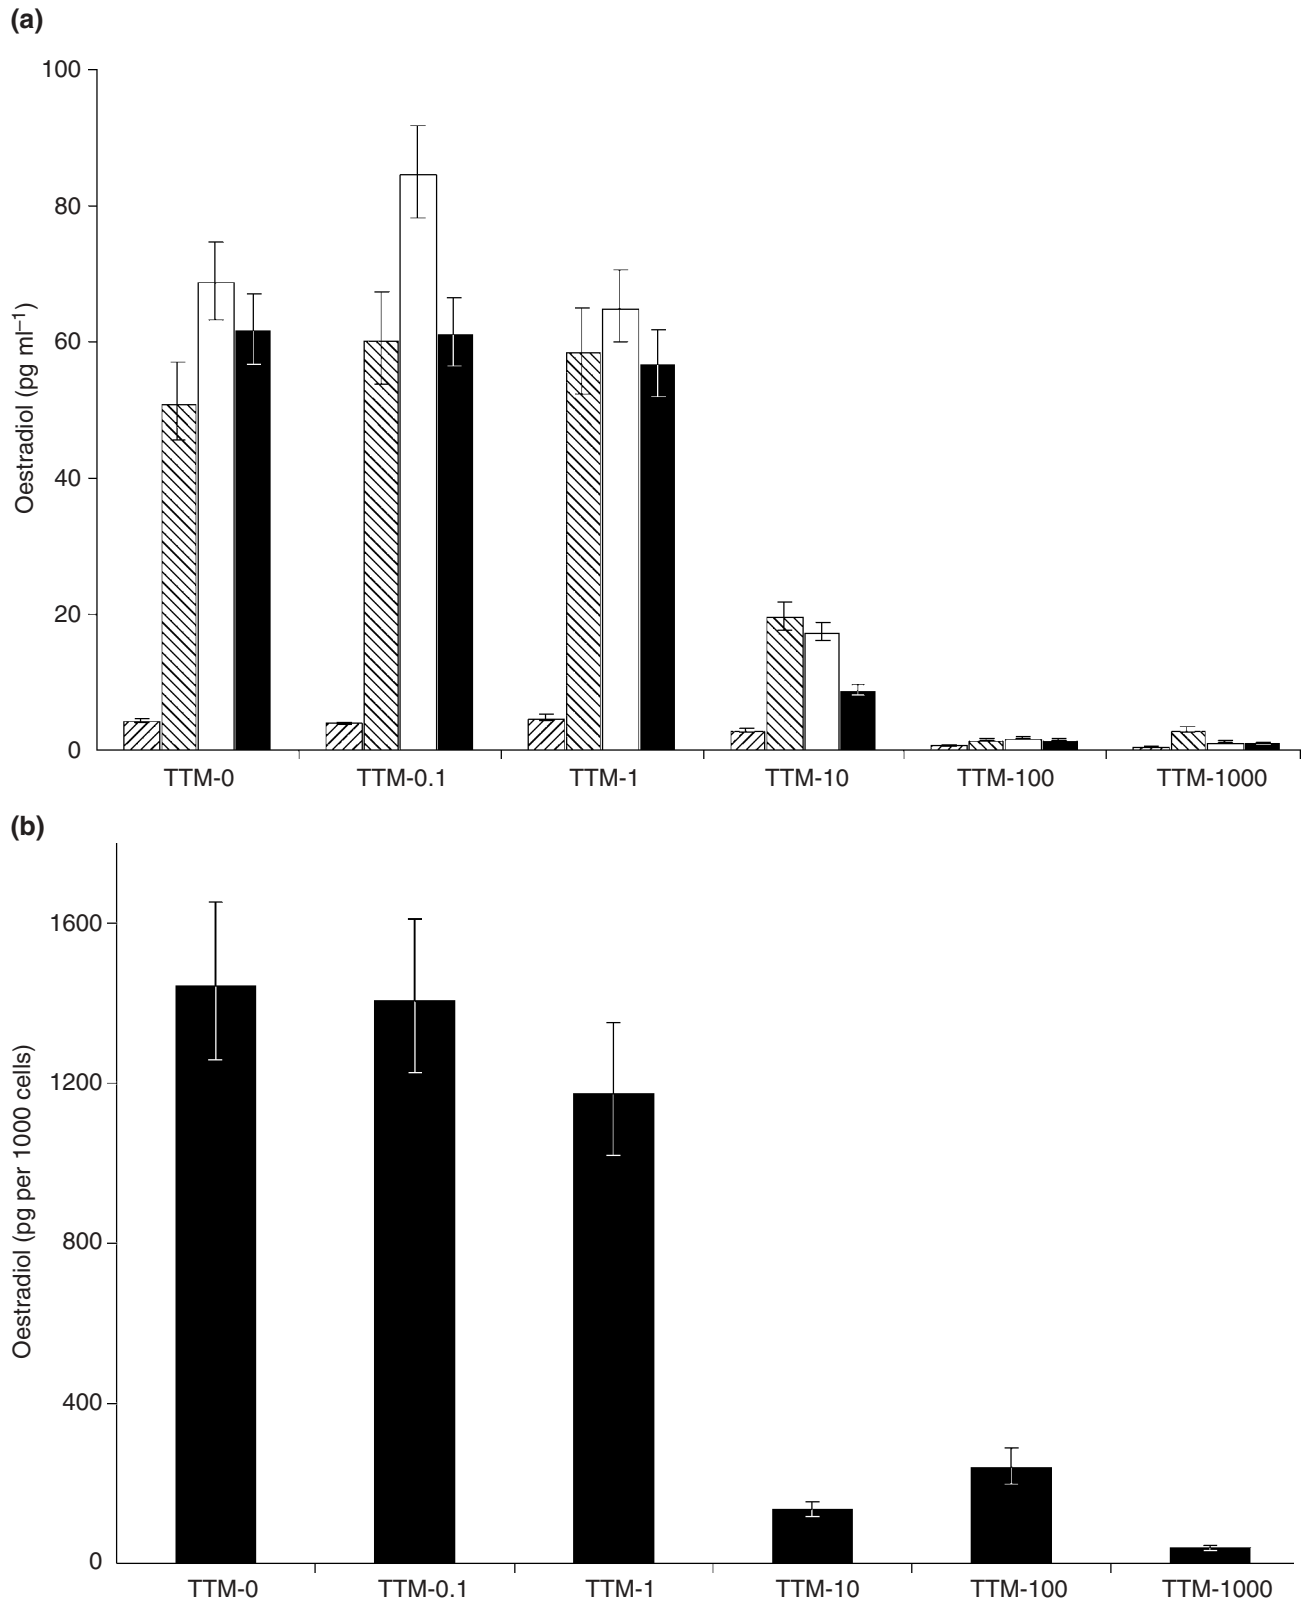 (a)
100
80
60
40
20
0
Oestradiol (pg ml–1)
TTM-0 TTM-0.1 TTM-1 TTM-10 TTM-100 TTM-1000
(b)
1600
1200
800
400
0
Oestradiol (pg per 1000 cells)
TTM-0 TTM-0.1 TTM-1 TTM-10 TTM-100 TTM-1000